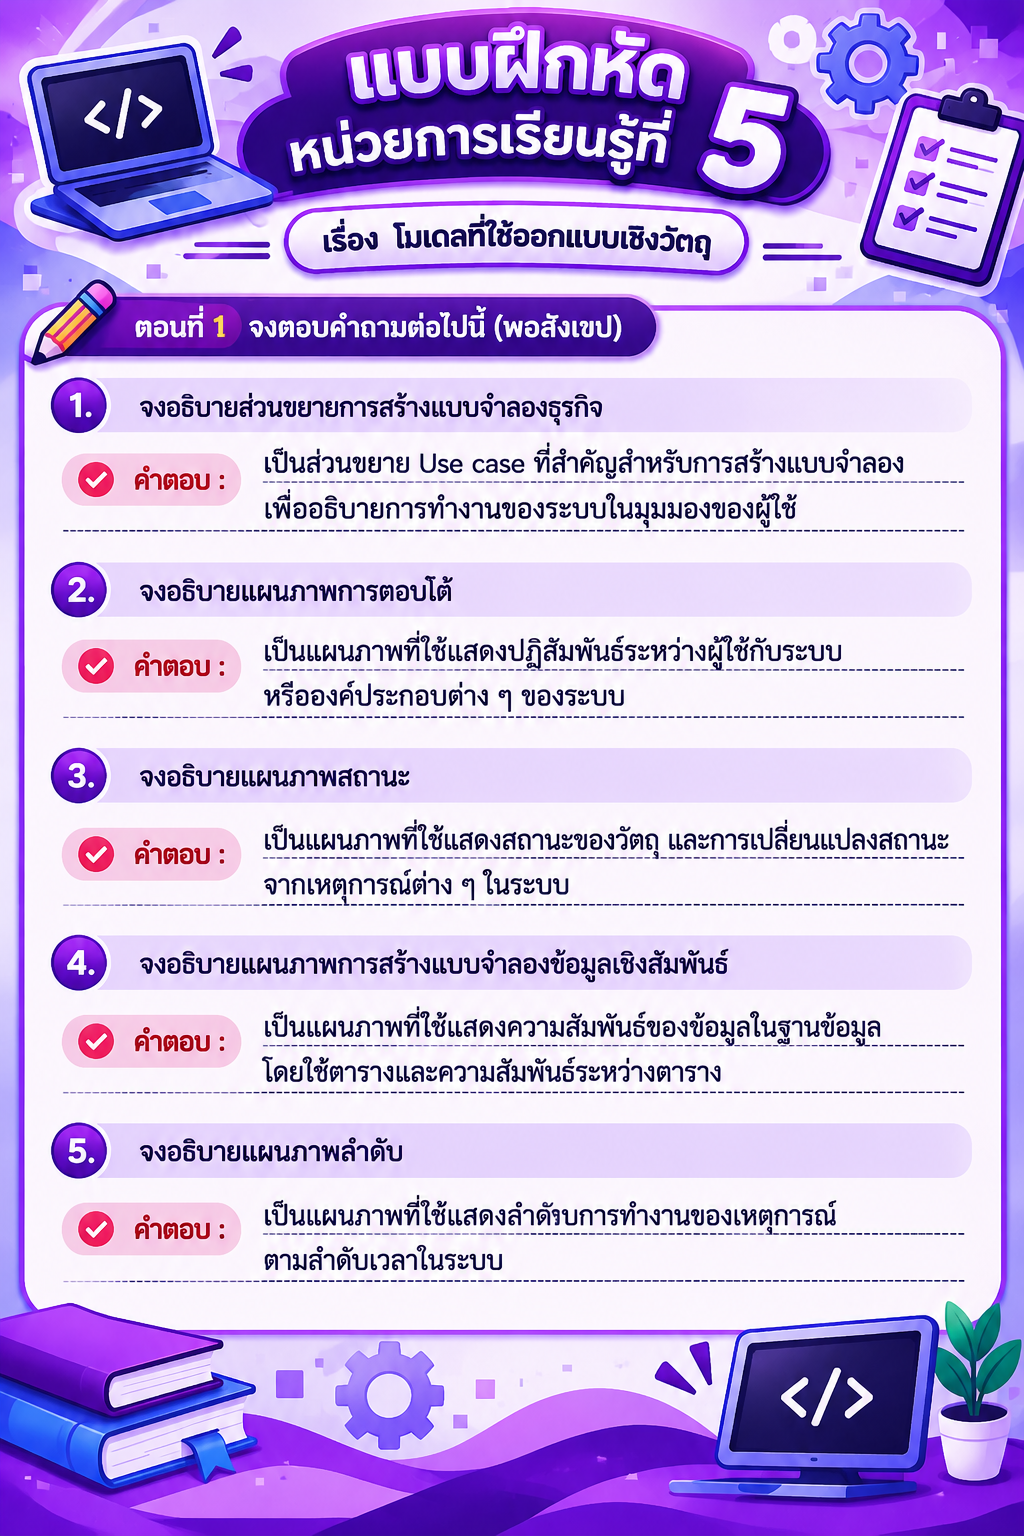 </>
แบบฝึกหัด
หน่วยการเรียนรู้ที่ 5
เรื่อง โมเดลที่ใช้ออกแบบเชิงวัตถุ
ตอนที่ 1 จงตอบคำถามต่อไปนี้ (พอสังเขป)
1. จงอธิบายส่วนขยายการสร้างแบบจำลองธุรกิจ
คำตอบ : เป็นส่วนขยาย Use case ที่สำคัญสำหรับการสร้างแบบจำลอง
เพื่ออธิบายการทำงานของระบบในมุมมองของผู้ใช้
2. จงอธิบายแผนภาพการตอบโต้
คำตอบ : เป็นแผนภาพที่ใช้แสดงปฏิสัมพันธ์ระหว่างผู้ใช้กับระบบ
หรือองค์ประกอบต่าง ๆ ของระบบ
3. จงอธิบายแผนภาพสถานะ
คำตอบ : เป็นแผนภาพที่ใช้แสดงสถานะของวัตถุ และการเปลี่ยนแปลงสถานะ
จากเหตุการณ์ต่าง ๆ ในระบบ
4. จงอธิบายแผนภาพการสร้างแบบจำลองข้อมูลเชิงสัมพันธ์
คำตอบ : เป็นแผนภาพที่ใช้แสดงความสัมพันธ์ของข้อมูลในฐานข้อมูล
โดยใช้ตารางและความสัมพันธ์ระหว่างตาราง
5. จงอธิบายแผนภาพลำดับ
คำตอบ : เป็นแผนภาพที่ใช้แสดงลำดับการทำงานของเหตุการณ์
ตามลำดับเวลาในระบบ
</>